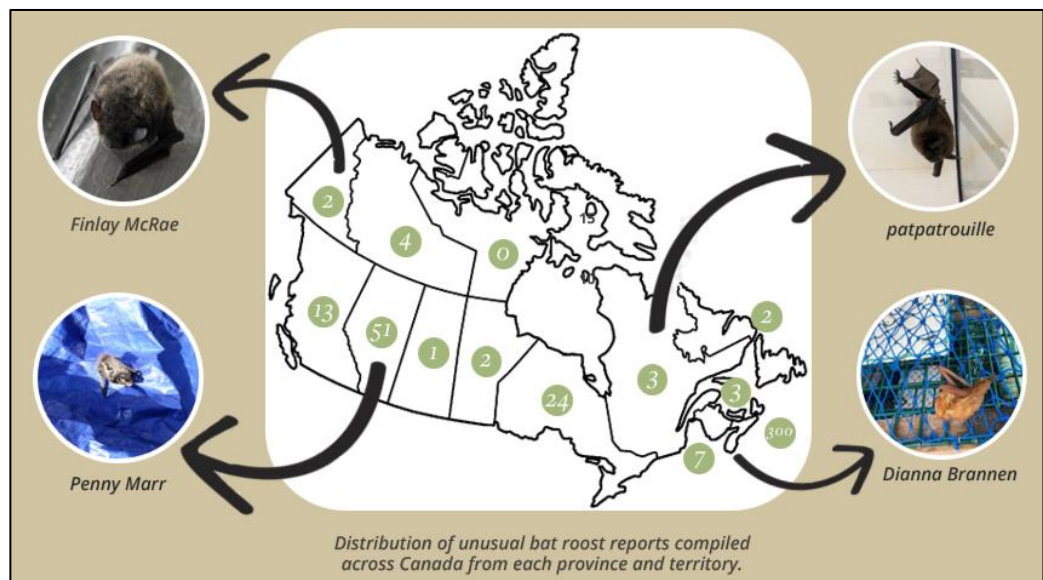 Finlay McRae
patpatrouille
Penny Marr
Dianna Brannen
2
4
0
13
51
1
2
24
3
2
3
300
7
Distribution of unusual bat roost reports compiled
across Canada from each province and territory.